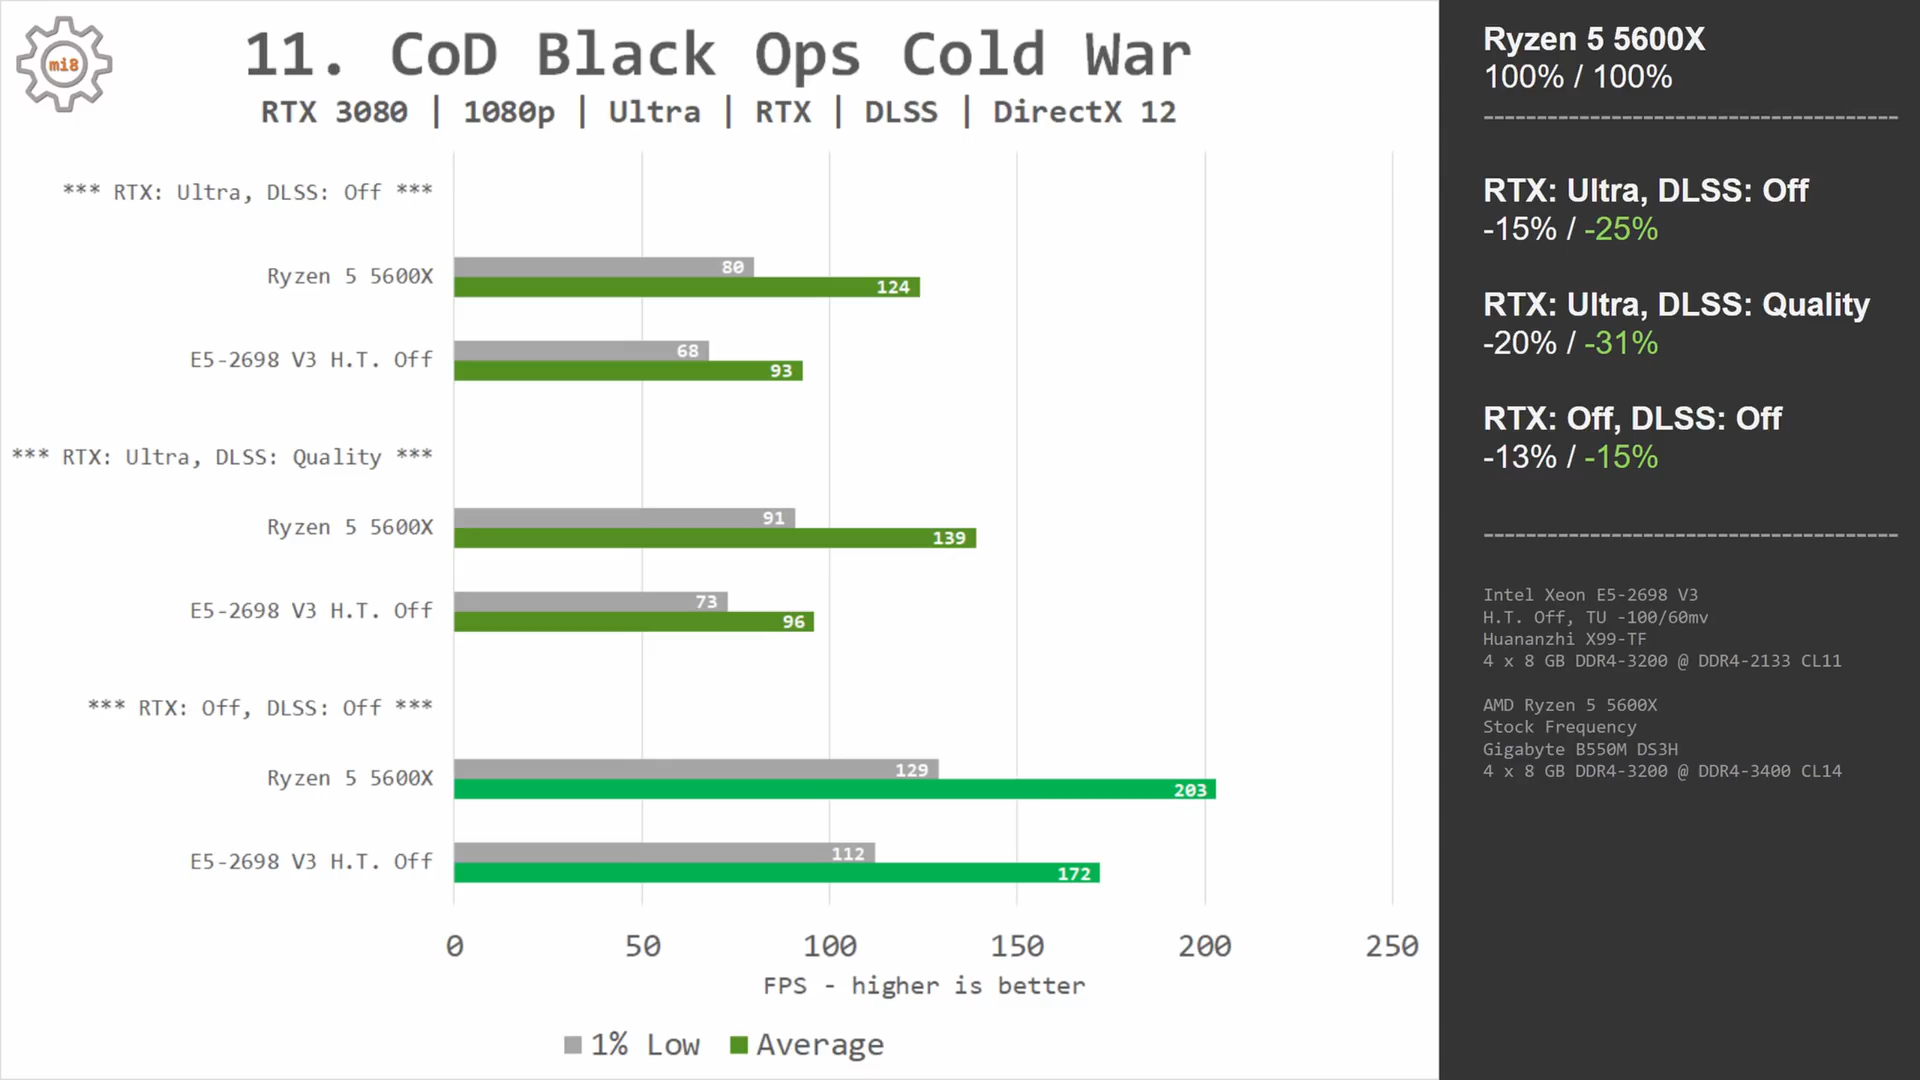 mi8
11. CoD Black Ops Cold War
RTX 3080 | 1080p | Ultra | RTX | DLSS | DirectX 12
*** RTX: Ultra, DLSS: Off ***
Ryzen 5 5600X
80
124
E5-2698 V3 H.T. Off
68
93
*** RTX: Ultra, DLSS: Quality ***
Ryzen 5 5600X
91
139
E5-2698 V3 H.T. Off
73
96
*** RTX: Off, DLSS: Off ***
Ryzen 5 5600X
129
203
E5-2698 V3 H.T. Off
112
172
0 50 100 150 200 250
FPS - higher is better
1% Low Average
Ryzen 5 5600X
100% / 100%
---------------------------------------
RTX: Ultra, DLSS: Off
-15% / -25%
RTX: Ultra, DLSS: Quality
-20% / -31%
RTX: Off, DLSS: Off
-13% / -15%
---------------------------------------
Intel Xeon E5-2698 V3
H.T. Off, TU -100/60mv
Huananzhi X99-TF
4 x 8 GB DDR4-3200 @ DDR4-2133 CL11
AMD Ryzen 5 5600X
Stock Frequency
Gigabyte B550M DS3H
4 x 8 GB DDR4-3200 @ DDR4-3400 CL14